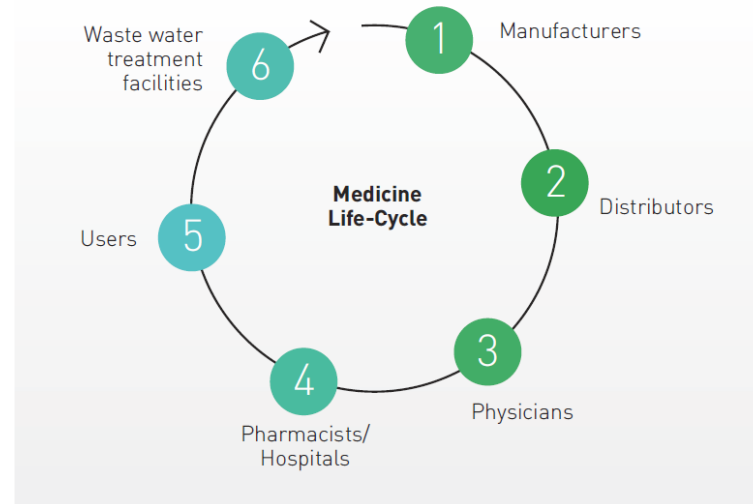 1
Manufacturers
2
Distributors
3
Physicians
4
Pharmacists/
Hospitals
5
Users
6
Waste water
treatment
facilities
Medicine
Life-Cycle